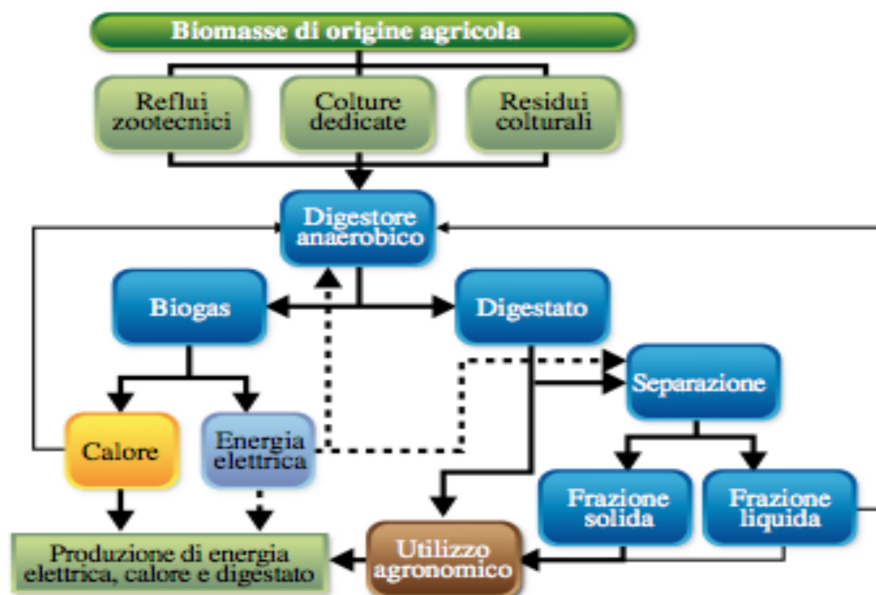 Biomasse di origine agricola
Reflui
zootecnici
Colture
dedicate
Residui
colturali
Digestore
anaerobico
Biogas
Digestato
Separazione
Calore
Energia
elettrica
Frazione
solida
Frazione
liquida
Produzione di energia
elettrica, calore e digestato
Utilizzo
agronomico